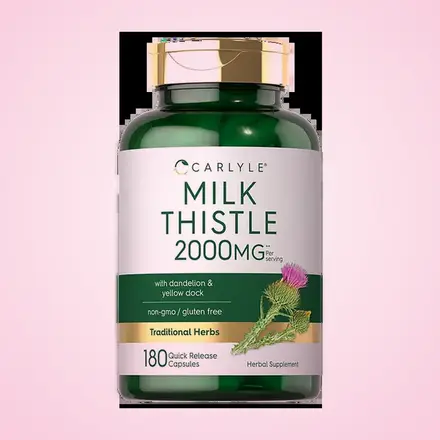 CARLYLE®
MILK
THISTLE
2000MG**
Per
serving
with dandelion &
yellow dock
non-gmo / gluten free
Traditional Herbs
180 Quick Release
Capsules
Herbal Supplement